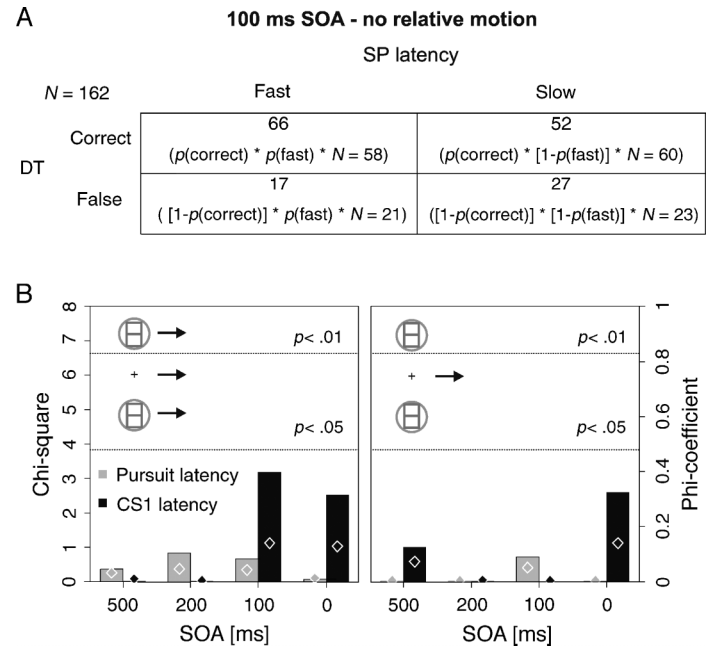 A
100 ms SOA - no relative motion
SP latency
N = 162
Fast
Slow
DT
Correct
66
52
(p(correct) * p(fast) * N = 58)
(p(correct) * [1-p(fast)] * N = 60)
False
17
27
( [1-p(correct)] * p(fast) * N = 21)
([1-p(correct)] * [1-p(fast)] * N = 23)
B
8
7
6
5
4
3
2
1
0
Chi-square
p< .01
p< .05
Pursuit latency
CS1 latency
500
200
100
0
SOA [ms]
p< .01
p< .05
500
200
100
0
SOA [ms]
1
0.8
0.6
0.4
0.2
0
Phi-coefficient